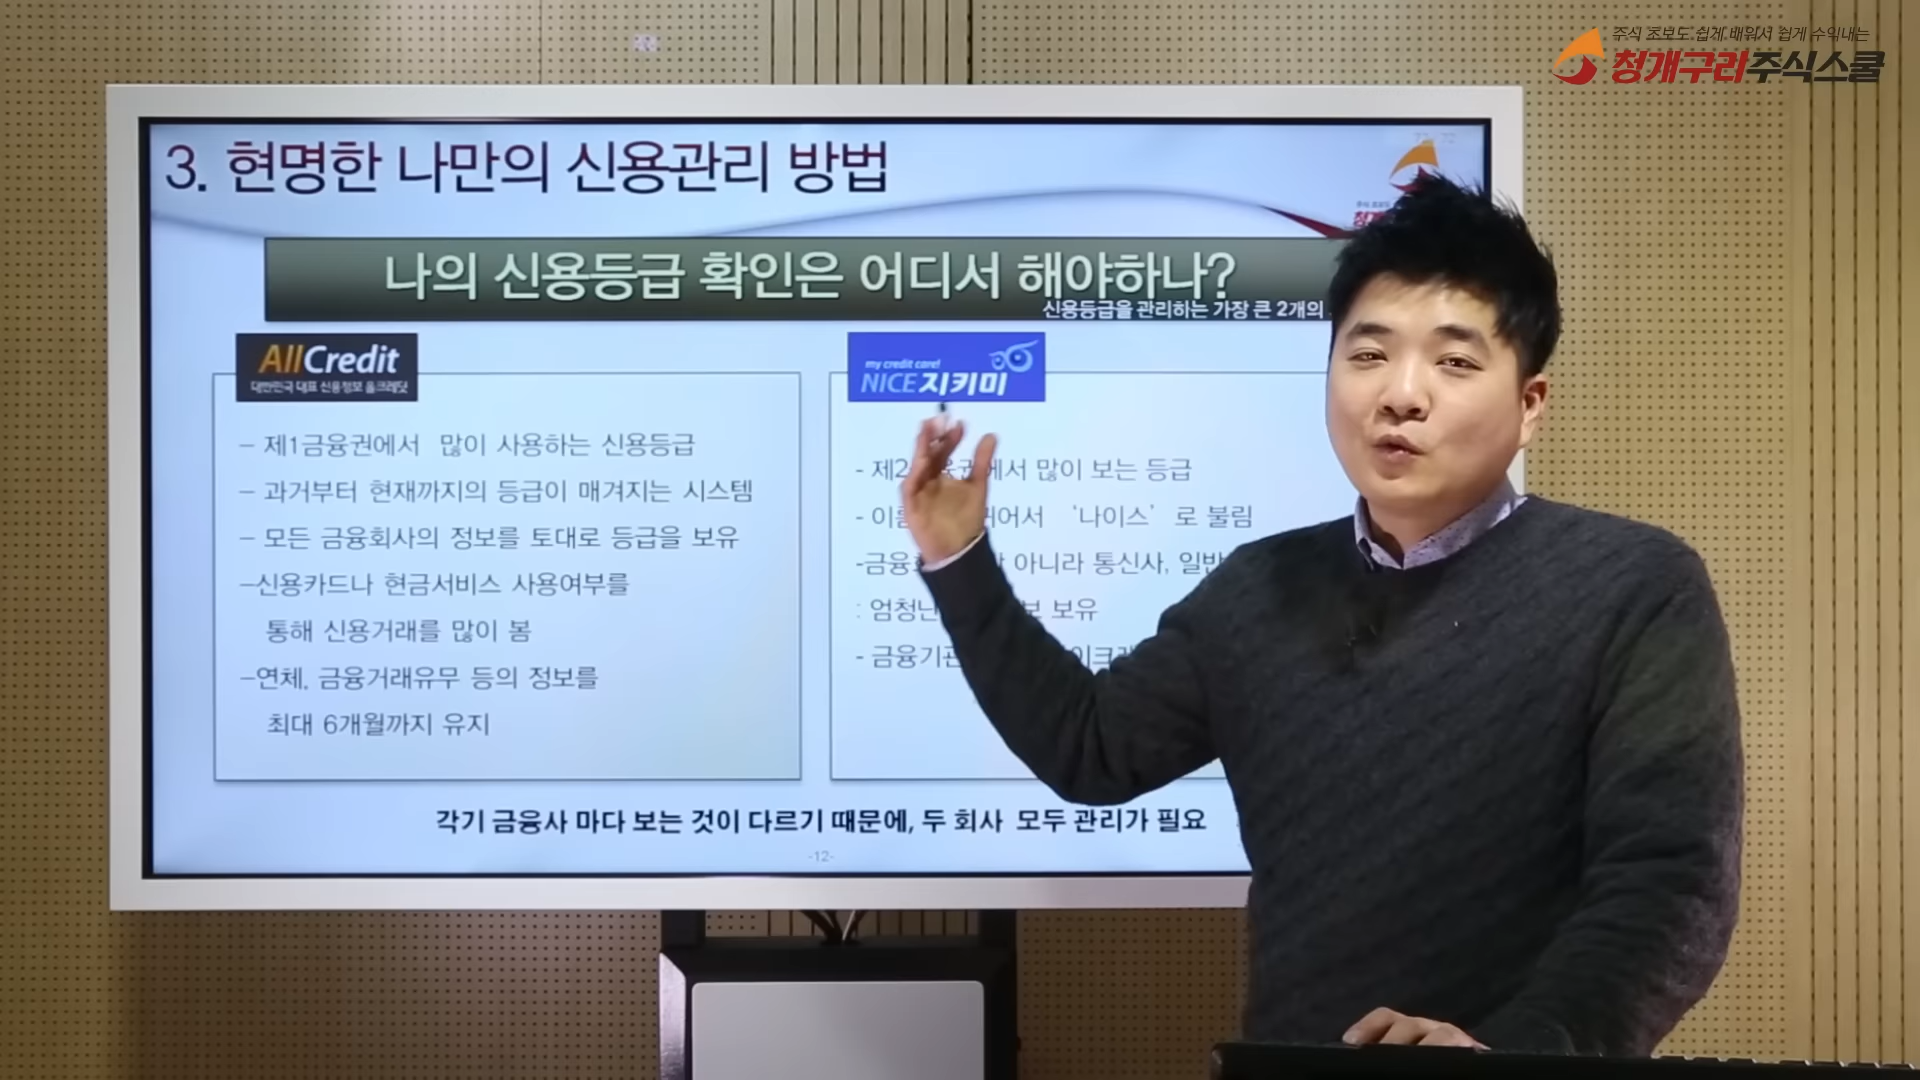 주식 초보도 쉽게 배워서 쉽게 수익내는
청개구리주식스쿨
3. 현명한 나만의 신용관리 방법
나의 신용등급 확인은 어디서 해야하나?
신용등급을 관리하는 가장 큰 2개의
AllCredit
대한민국 대표 신용정보 올크레딧
- 제1금융권에서 많이 사용하는 신용등급
- 과거부터 현재까지의 등급이 매겨지는 시스템
- 모든 금융회사의 정보를 토대로 등급을 보유
-신용카드나 현금서비스 사용여부를
통해 신용거래를 많이 봄
-연체, 금융거래유무 등의 정보를
최대 6개월까지 유지
my credit care!
NICE지키미
- 제2 에서 많이 보는 등급
- '나이스' 로 불림
아니라 통신사, 일반
: 보유
각기 금융사 마다 보는 것이 다르기 때문에, 두 회사 모두 관리가 필요
-12-